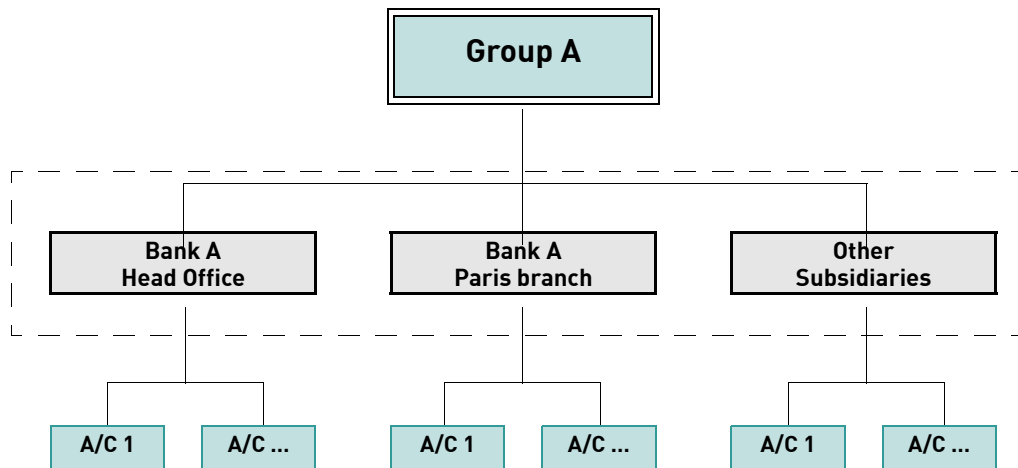 Group A
Bank A
Head Office
Bank A
Paris branch
Other
Subsidiaries
A/C 1
A/C ...
A/C 1
A/C ...
A/C 1
A/C ...